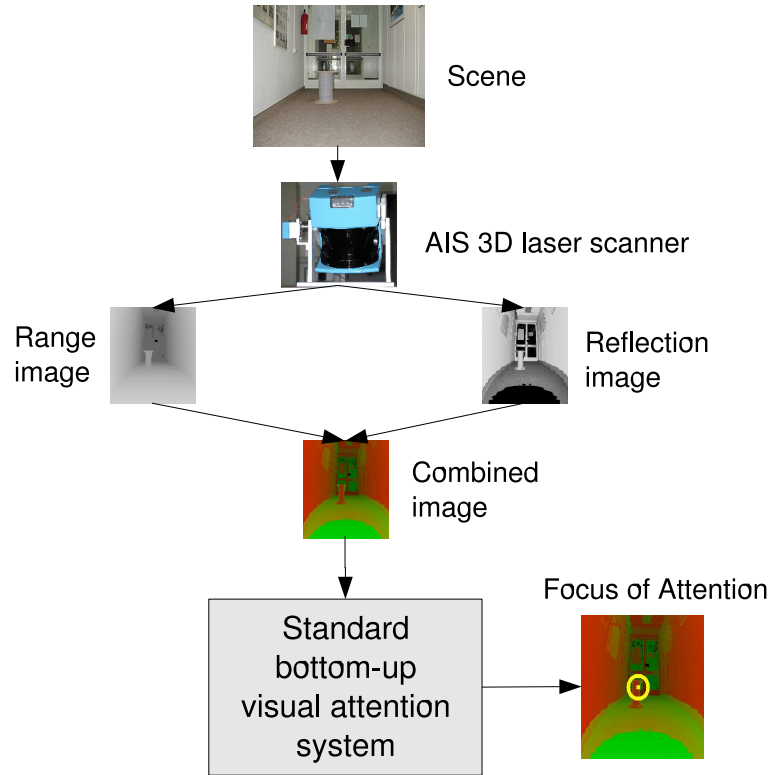 Scene
AIS 3D laser scanner
Range
image
Reflection
image
Combined
image
Focus of Attention
Standard
bottom-up
visual attention
system